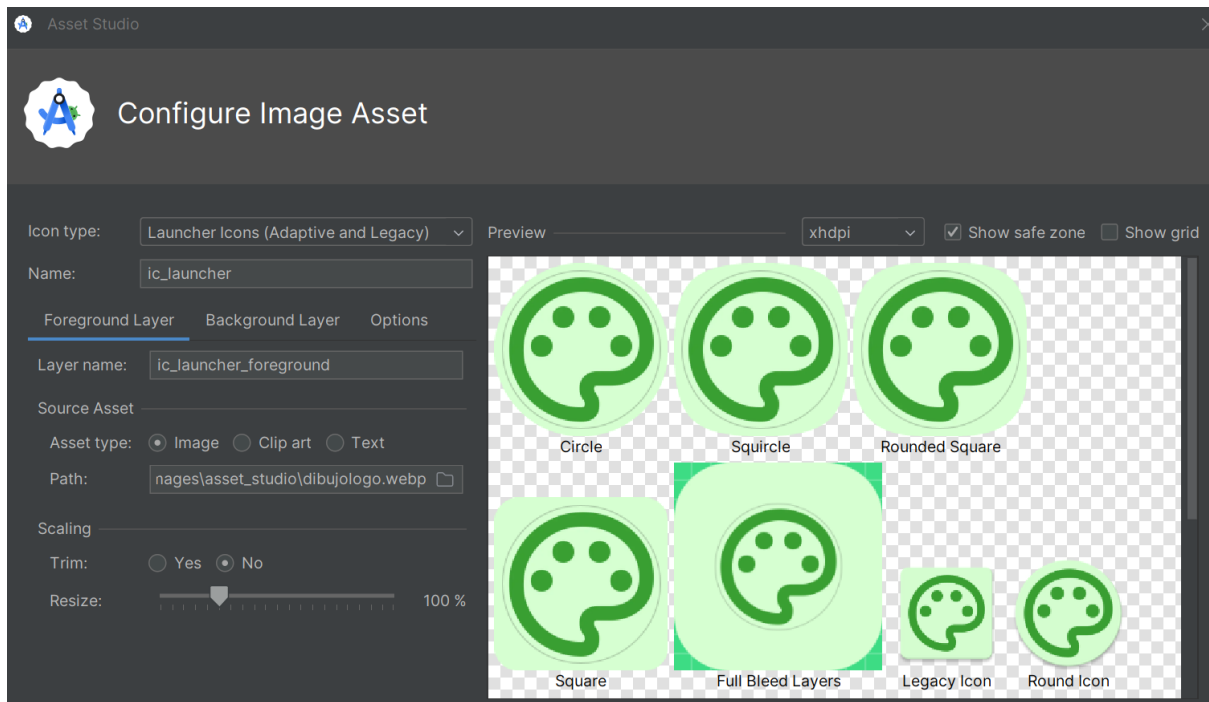 Asset Studio
Configure Image Asset
Icon type:
Launcher Icons (Adaptive and Legacy)
Name:
ic_launcher
Foreground Layer Background Layer Options
Layer name:
ic_launcher_foreground
Source Asset
Asset type: Image Clip art Text
Path:
nages\asset_studio\dibujologo.webp
Scaling
Trim: Yes No
Resize: 100 %
Preview xhdpi Show safe zone Show grid
Circle Squircle Rounded Square
Square Full Bleed Layers Legacy Icon Round Icon